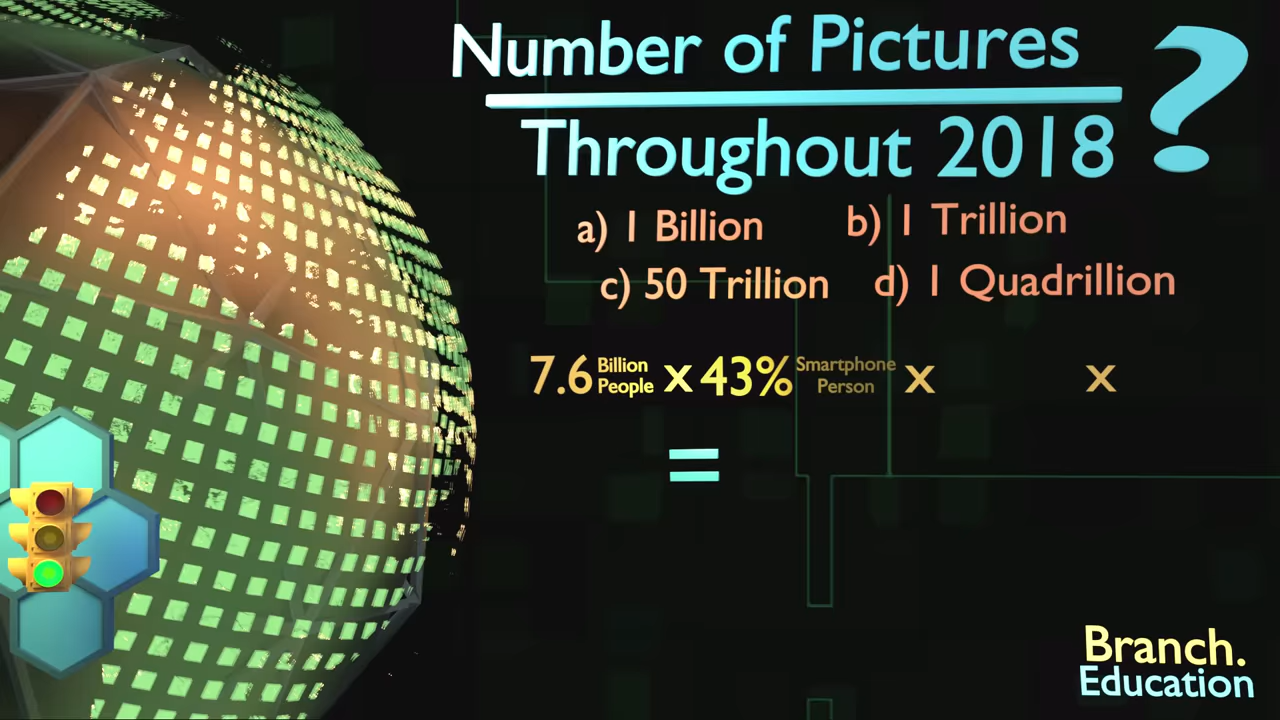 Number of Pictures
Throughout 2018 ?
a) 1 Billion b) 1 Trillion
c) 50 Trillion d) 1 Quadrillion
7.6 Billion People x 43% Smartphone Person x x
=
Branch.
Education